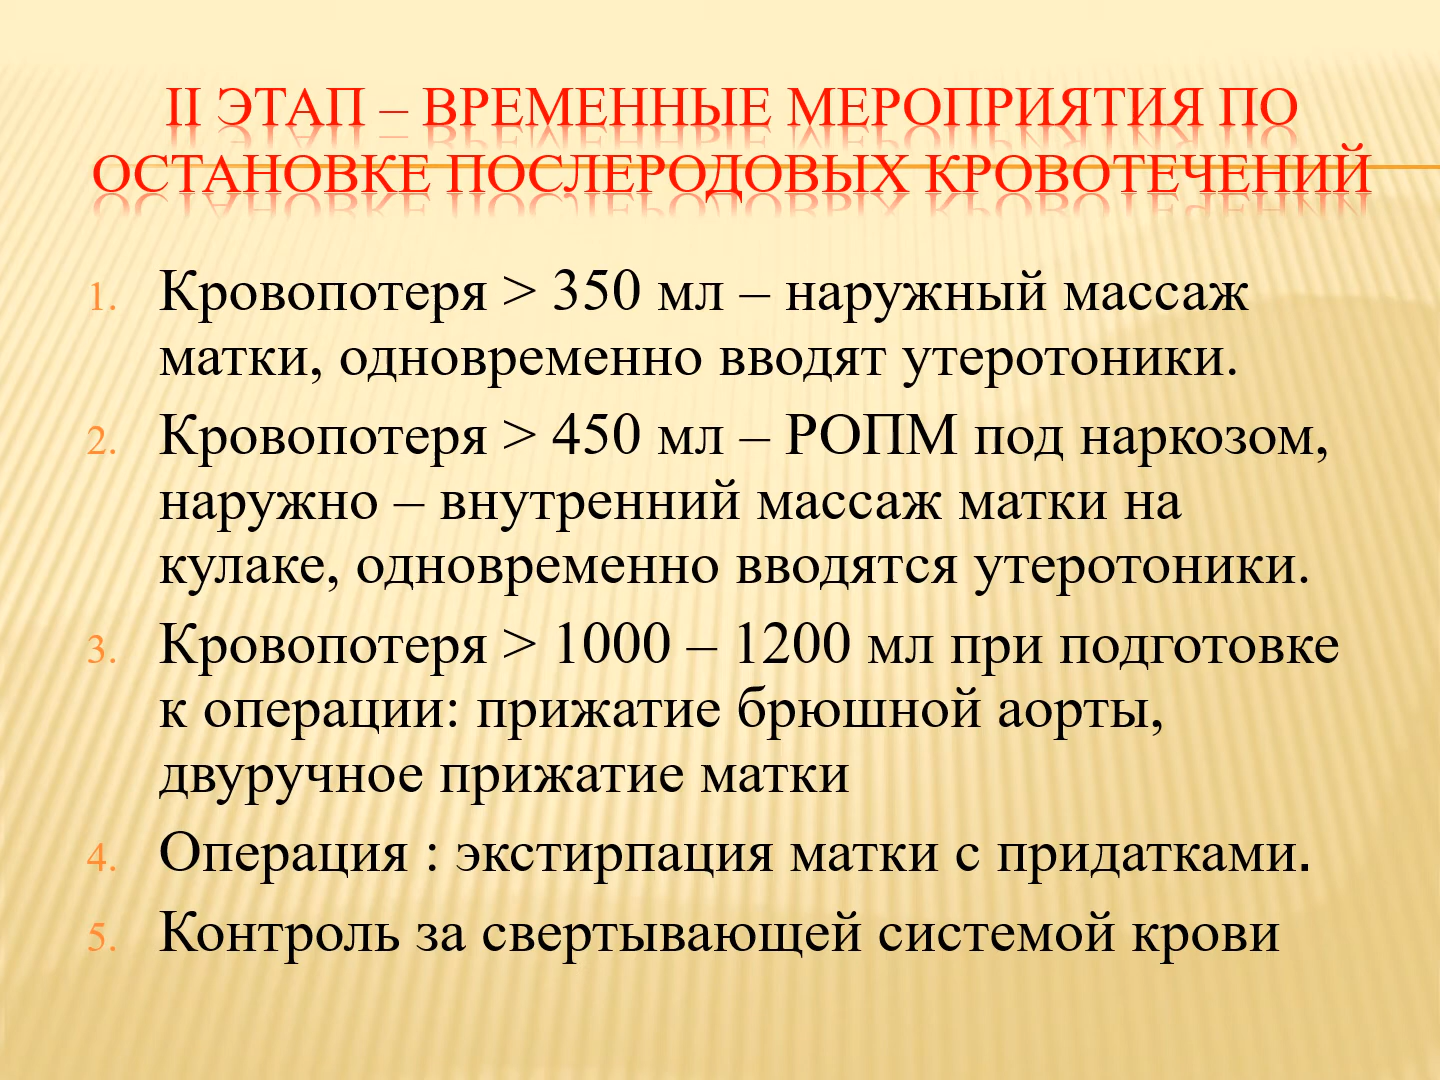 II ЭТАП – ВРЕМЕННЫЕ МЕРОПРИЯТИЯ ПО
ОСТАНОВКЕ ПОСЛЕРОДОВЫХ КРОВОТЕЧЕНИЙ
1. Кровопотеря > 350 мл – наружный массаж
матки, одновременно вводят утеротоники.
2. Кровопотеря > 450 мл – РОПМ под наркозом,
наружно – внутренний массаж матки на
кулаке, одновременно вводятся утеротоники.
3. Кровопотеря > 1000 – 1200 мл при подготовке
к операции: прижатие брюшной аорты,
двуручное прижатие матки
4. Операция : экстирпация матки с придатками.
5. Контроль за свертывающей системой крови